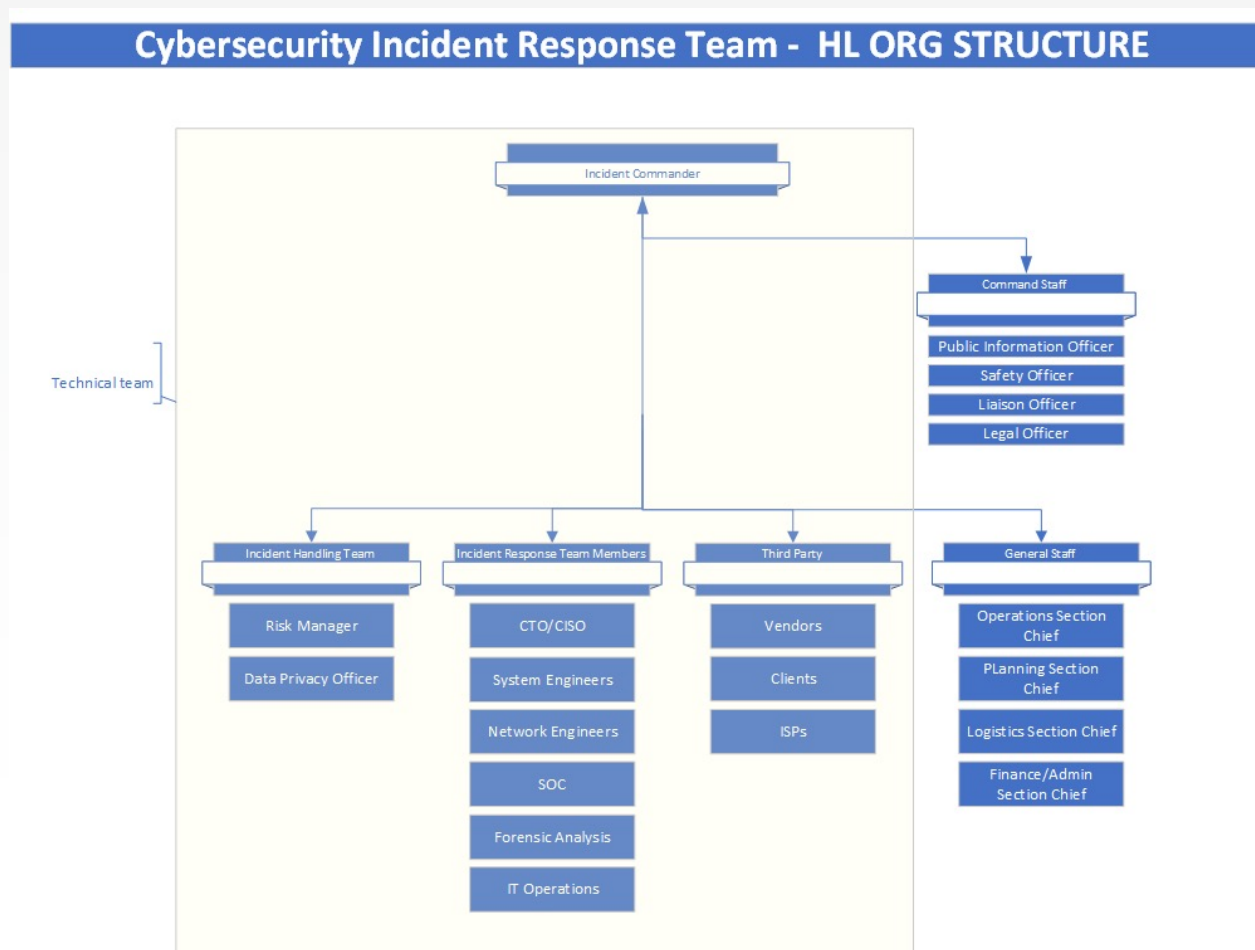 Cybersecurity Incident Response Team - HL ORG STRUCTURE
Incident Commander
Command Staff
Public Information Officer
Safety Officer
Liaison Officer
Legal Officer
Technical team
Incident Handling Team
Risk Manager
Data Privacy Officer
Incident Response Team Members
CTO/CISO
System Engineers
Network Engineers
SOC
Forensic Analysis
IT Operations
Third Party
Vendors
Clients
ISPs
General Staff
Operations Section
Chief
PLanning Section
Chief
Logistics Section Chief
Finance/Admin
Section Chief